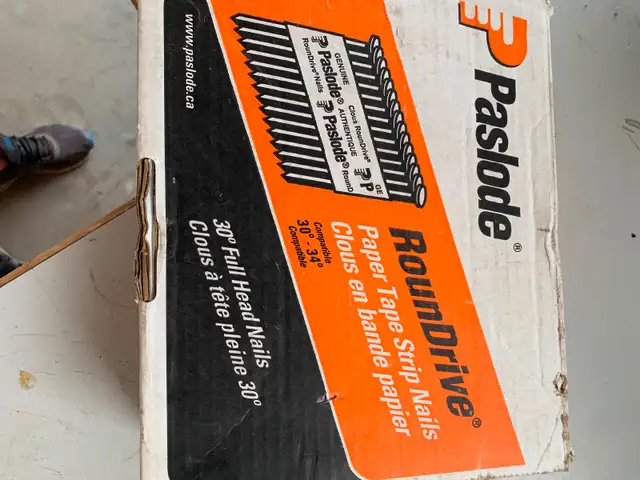 Paslode®
RounDrive®
Paper Tape Strip Nails
Clous en bande papier
Compatible
30° - 34°
Compatible
GENUINE
Paslode®
RounDrive® Nails
Clous RounDrive®
AUTHENTIQUE
Paslode®
RounD
GE
P
30° Full Head Nails
Clous à tête pleine 30°
www.paslode.ca